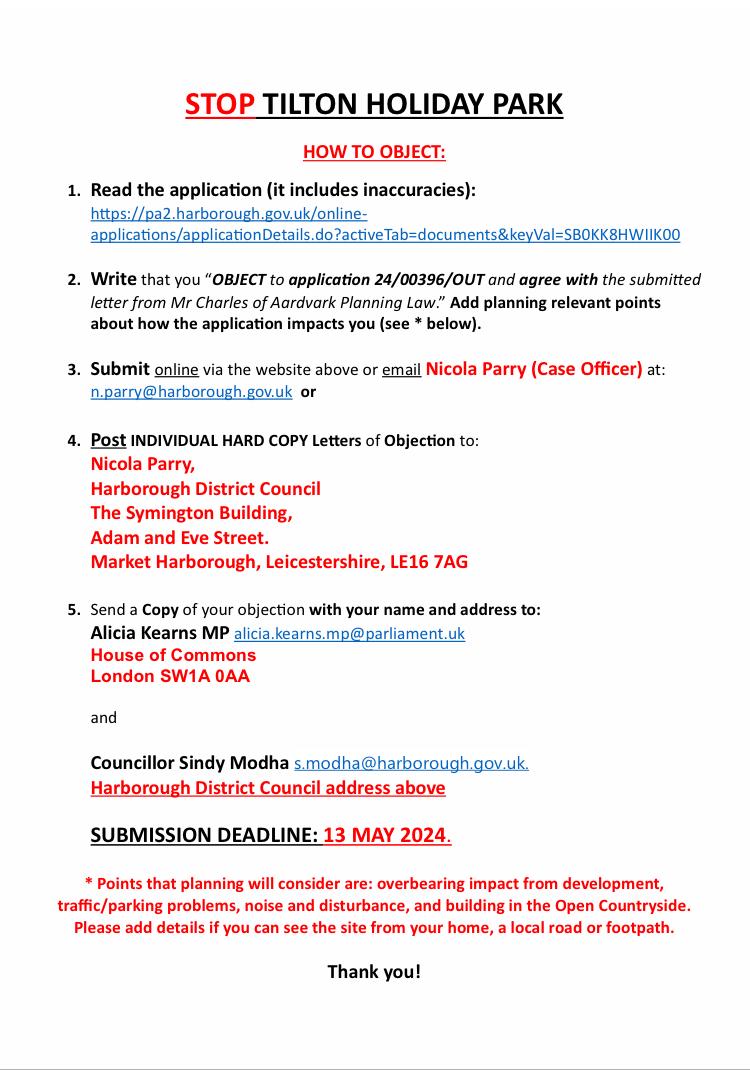 STOP TILTON HOLIDAY PARK
HOW TO OBJECT:
1. Read the application (it includes inaccuracies):
https://pa2.harborough.gov.uk/online-
applications/applicationDetails.do?activeTab=documents&keyVal=SB0KK8HWIIK00
2. Write that you “OBJECT to application 24/00396/OUT and agree with the submitted
letter from Mr Charles of Aardvark Planning Law.” Add planning relevant points
about how the application impacts you (see * below).
3. Submit online via the website above or email Nicola Parry (Case Officer) at:
n.parry@harborough.gov.uk or
4. Post INDIVIDUAL HARD COPY Letters of Objection to:
Nicola Parry,
Harborough District Council
The Symington Building,
Adam and Eve Street.
Market Harborough, Leicestershire, LE16 7AG
5. Send a Copy of your objection with your name and address to:
Alicia Kearns MP alicia.kearns.mp@parliament.uk
House of Commons
London SW1A 0AA
and
Councillor Sindy Modha s.modha@harborough.gov.uk.
Harborough District Council address above
SUBMISSION DEADLINE: 13 MAY 2024.
* Points that planning will consider are: overbearing impact from development,
traffic/parking problems, noise and disturbance, and building in the Open Countryside.
Please add details if you can see the site from your home, a local road or footpath.
Thank you!